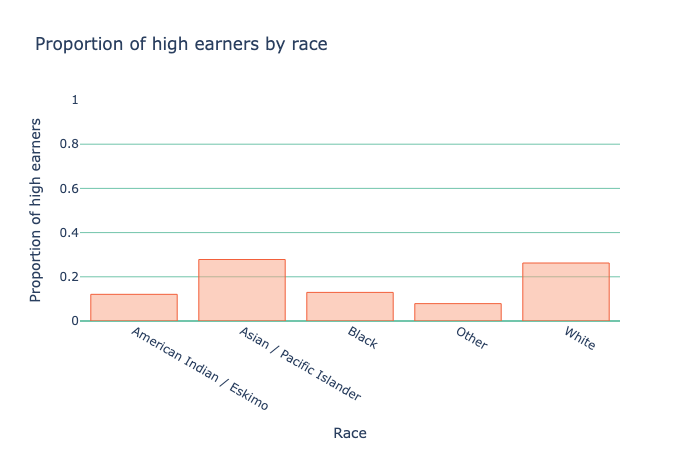 Proportion of high earners by race
Proportion of high earners
1
0.8
0.6
0.4
0.2
0
American Indian / Eskimo
Asian / Pacific Islander
Black
Other
White
Race